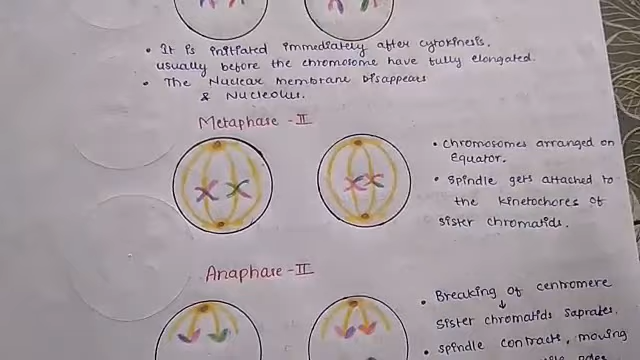 • It is initiated immediately after cytokinesis,
usually before the chromosome have fully elongated.
• The Nuclear membrane Disappears
& Nucleolus.
Metaphase - II
• Chromosomes arranged on
equator.
• Spindle gets attached to
the kinetochores of
sister chromatids.
Anaphase - II
• Breaking of centromere
↓
sister chromatids saprates.
• spindle contracts, moving